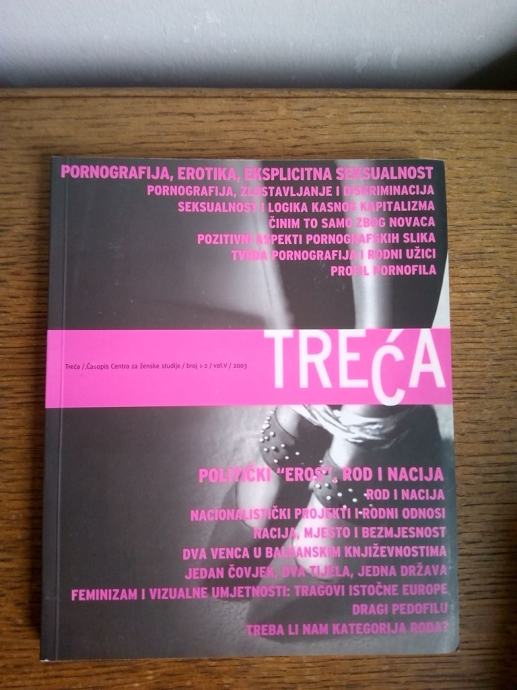 PORNOGRAFIJA, EROTIKA, EKSPLICITNA SEKSUALNOST
PORNOGRAFIJA, ZLOSTAVLJANJE I DISKRIMINACIJA
SEKSUALNOST I LOGIKA KASNOG KAPITALIZMA
ČINIM TO SAMO ZBOG NOVACA
POZITIVNI ASPEKTI PORNOGRAFSKIH SLIKA
TVRDA PORNOGRAFIJA I RODNI UŽICI
PROFIL PORNOFILA
TREĆA
Treća /,Časopis Centra za ženske studije / broj 1-2 / vol.V / 2003
POLITIČKI "EROS", ROD I NACIJA
ROD I NACIJA
NACIONALISTIČKI PROJEKTI I RODNI ODNOSI
NACIJA, MJESTO I BEZMJESNOST
DVA VENCA U BALKANSKIM KNJIŽEVNOSTIMA
JEDAN ČOVJEK, DVA TIJELA, JEDNA DRŽAVA
FEMINIZAM I VIZUALNE UMJETNOSTI: TRAGOVI ISTOČNE EUROPE
DRAGI PEDOFILU
TREBA LI NAM KATEGORIJA RODA?